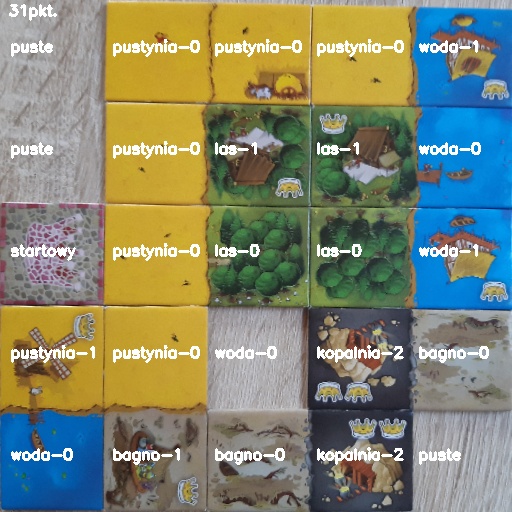 31pkt.
puste pustynia-0 pustynia-0 pustynia-0 woda-1
puste pustynia-0 las-1 las-1 woda-0
startowy pustynia-0 las-0 las-0 woda-1
pustynia-1 pustynia-0 woda-0 kopalnia-2 bagno-0
woda-0 bagno-1 bagno-0 kopalnia-2 puste